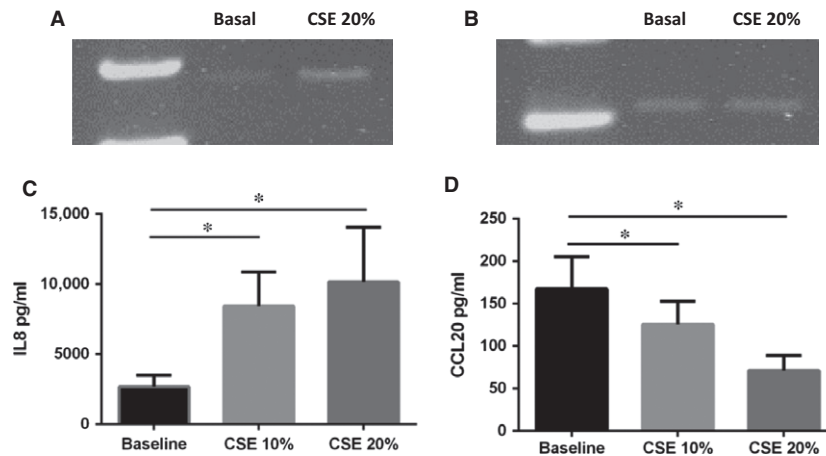 A
Basal CSE 20%
B
Basal CSE 20%
C
*
*
15,000
10,000
5000
0
IL8 pg/ml
Baseline CSE 10% CSE 20%
D
*
*
250
200
150
100
50
0
CCL20 pg/ml
Baseline CSE 10% CSE 20%